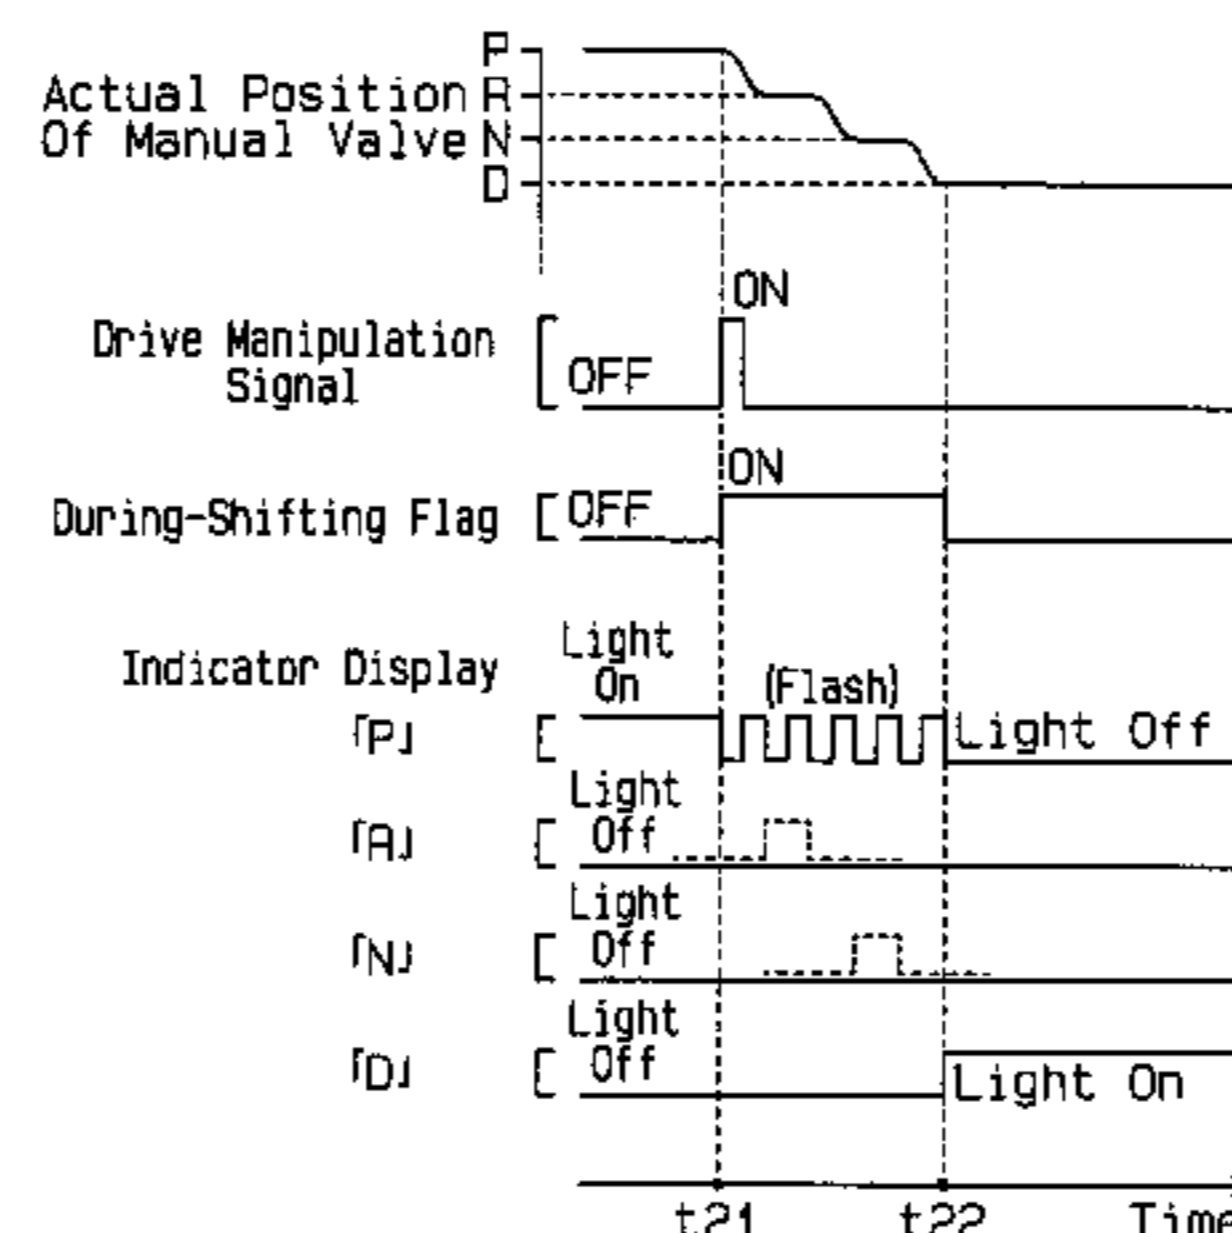 P
Actual Position R
Of Manual Valve N
D
ON
Drive Manipulation
Signal
OFF
ON
During-Shifting Flag
OFF
Light
On
Indicator Display
(Flash)
「P」
Light Off
Light
Off
「R」
Light
Off
「N」
Light
Off
「D」
Light On
t21
t22
Time